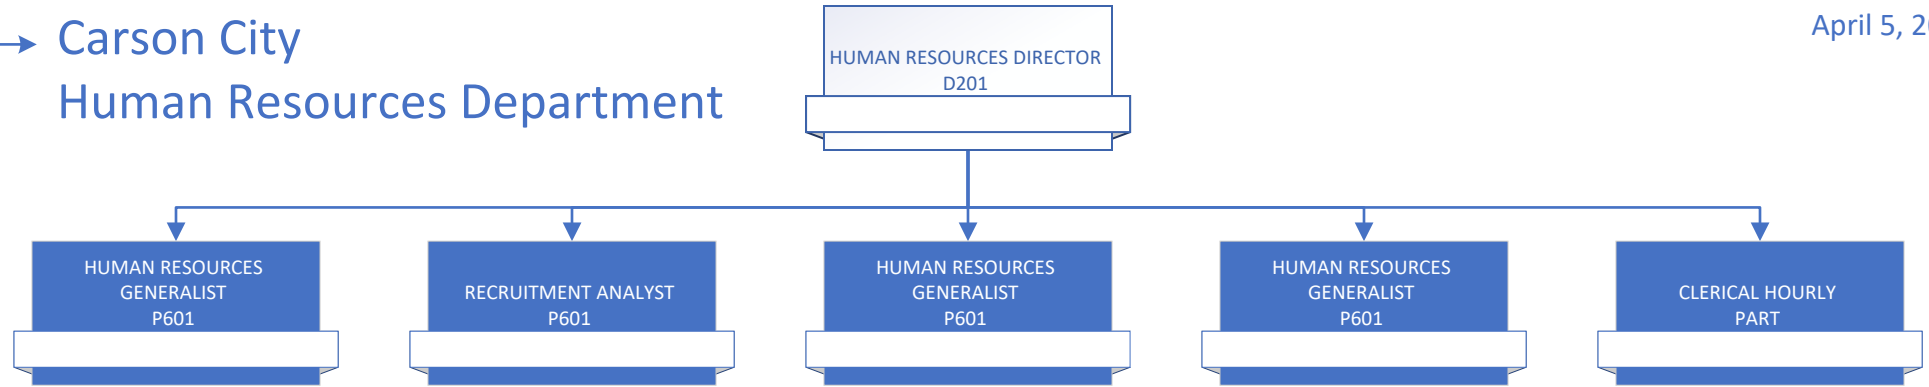 Carson City
Human Resources Department
April 5,
HUMAN RESOURCES DIRECTOR
D201
HUMAN RESOURCES
GENERALIST
P601
RECRUITMENT ANALYST
P601
HUMAN RESOURCES
GENERALIST
P601
HUMAN RESOURCES
GENERALIST
P601
CLERICAL HOURLY
PART